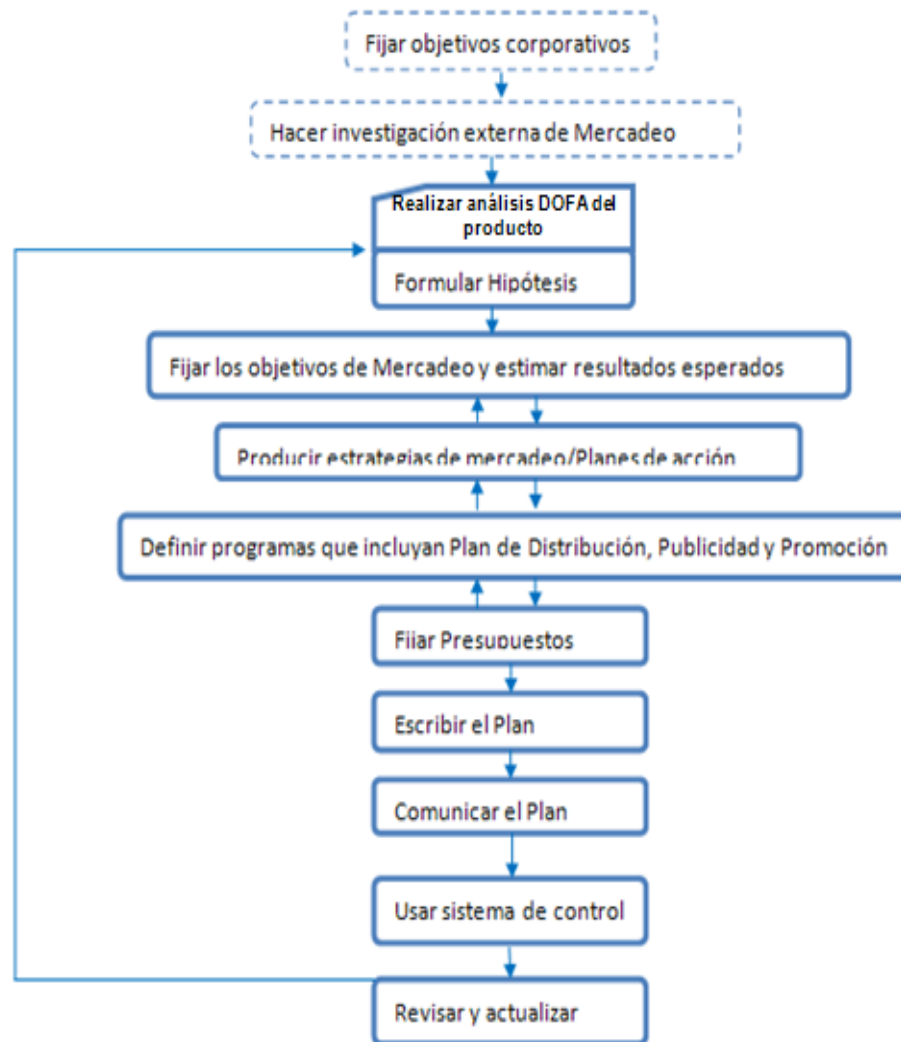 Fijar objetivos corporativos
Hacer investigación externa de Mercadeo
Realizar análisis DOFA del
producto
Formular Hipótesis
Fijar los objetivos de Mercadeo y estimar resultados esperados
Producir estrategias de mercadeo/Planes de acción
Definir programas que incluyan Plan de Distribución, Publicidad y Promoción
Fijar Presupuestos
Escribir el Plan
Comunicar el Plan
Usar sistema de control
Revisar y actualizar